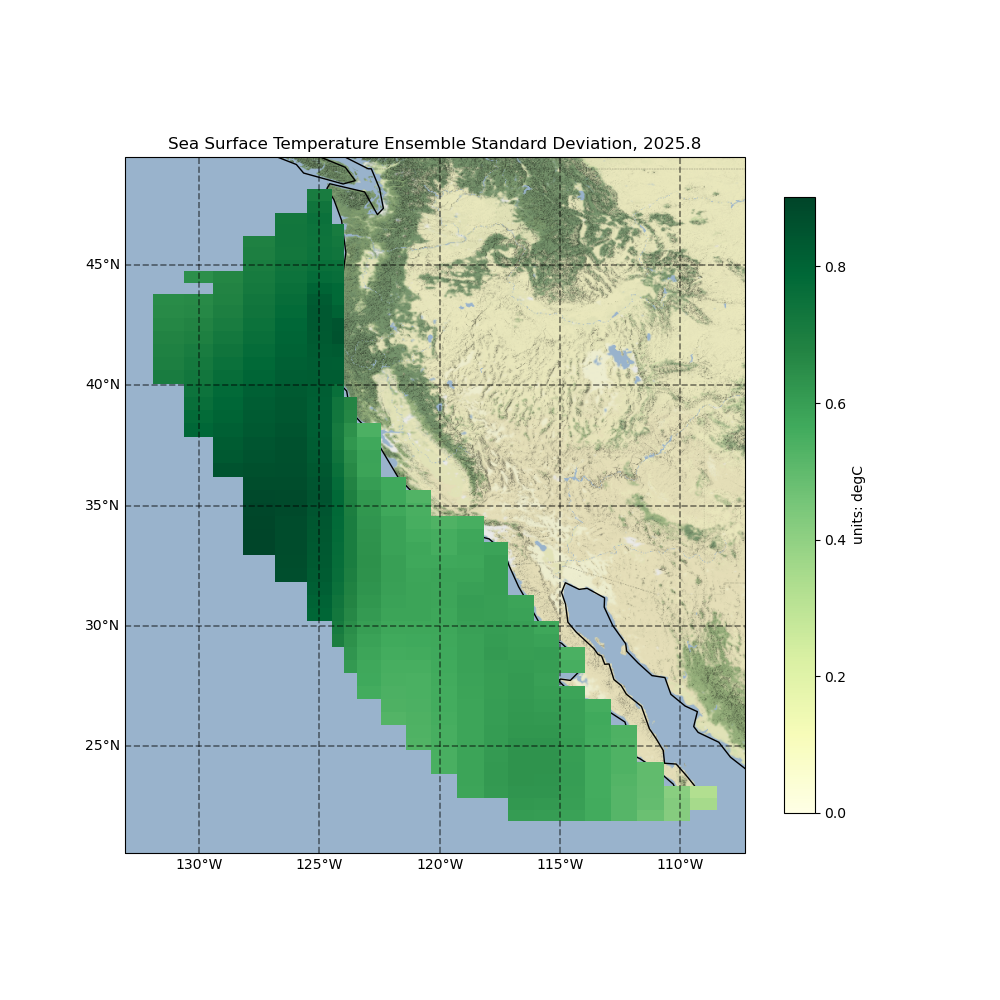 Sea Surface Temperature Ensemble Standard Deviation, 2025.8
45°N
40°N
35°N
30°N
25°N
130°W
125°W
120°W
115°W
110°W
0.8
0.6
0.4
0.2
0.0
units: degC